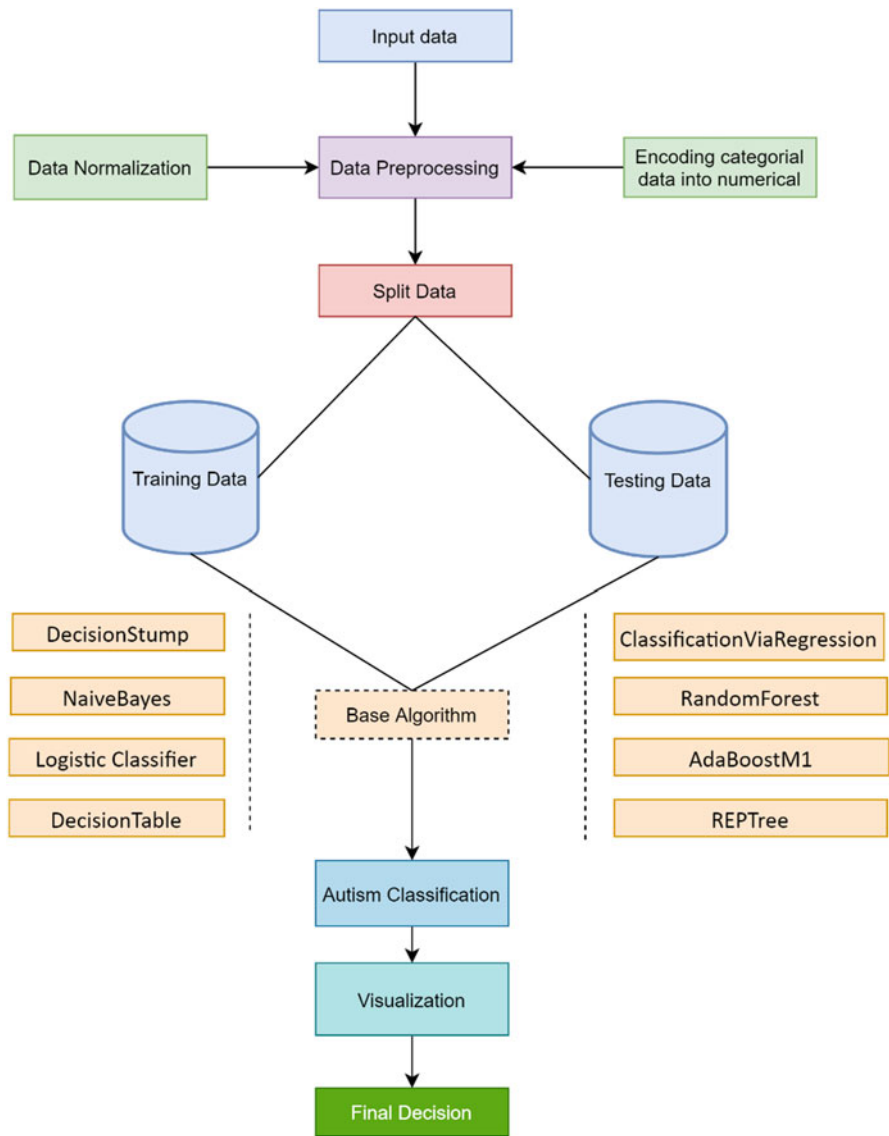 Input data
Data Normalization
Data Preprocessing
Encoding categorial
data into numerical
Split Data
Training Data
Testing Data
DecisionStump
ClassificationViaRegression
NaiveBayes
Base Algorithm
RandomForest
Logistic Classifier
AdaBoostM1
DecisionTable
REPTree
Autism Classification
Visualization
Final Decision